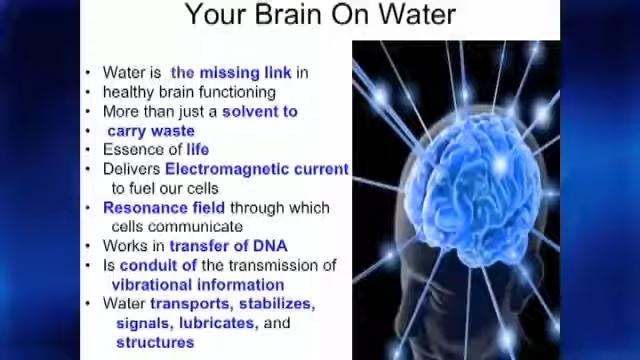 Your Brain On Water
• Water is the missing link in
• healthy brain functioning
• More than just a solvent to
• carry waste
• Essence of life
• Delivers Electromagnetic current
to fuel our cells
• Resonance field through which
cells communicate
• Works in transfer of DNA
• Is conduit of the transmission of
vibrational information
• Water transports, stabilizes,
signals, lubricates, and
structures